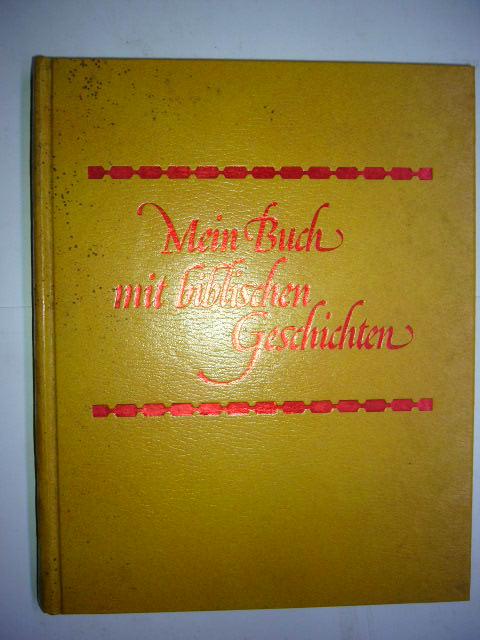 Mein Buch
mit biblischen
Geschichten